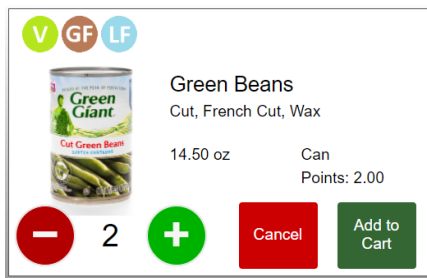 V GF LF
Green Beans
Cut, French Cut, Wax
14.50 oz Can
Points: 2.00
Green
Giant
Cut Green Beans
2
Cancel
Add to
Cart